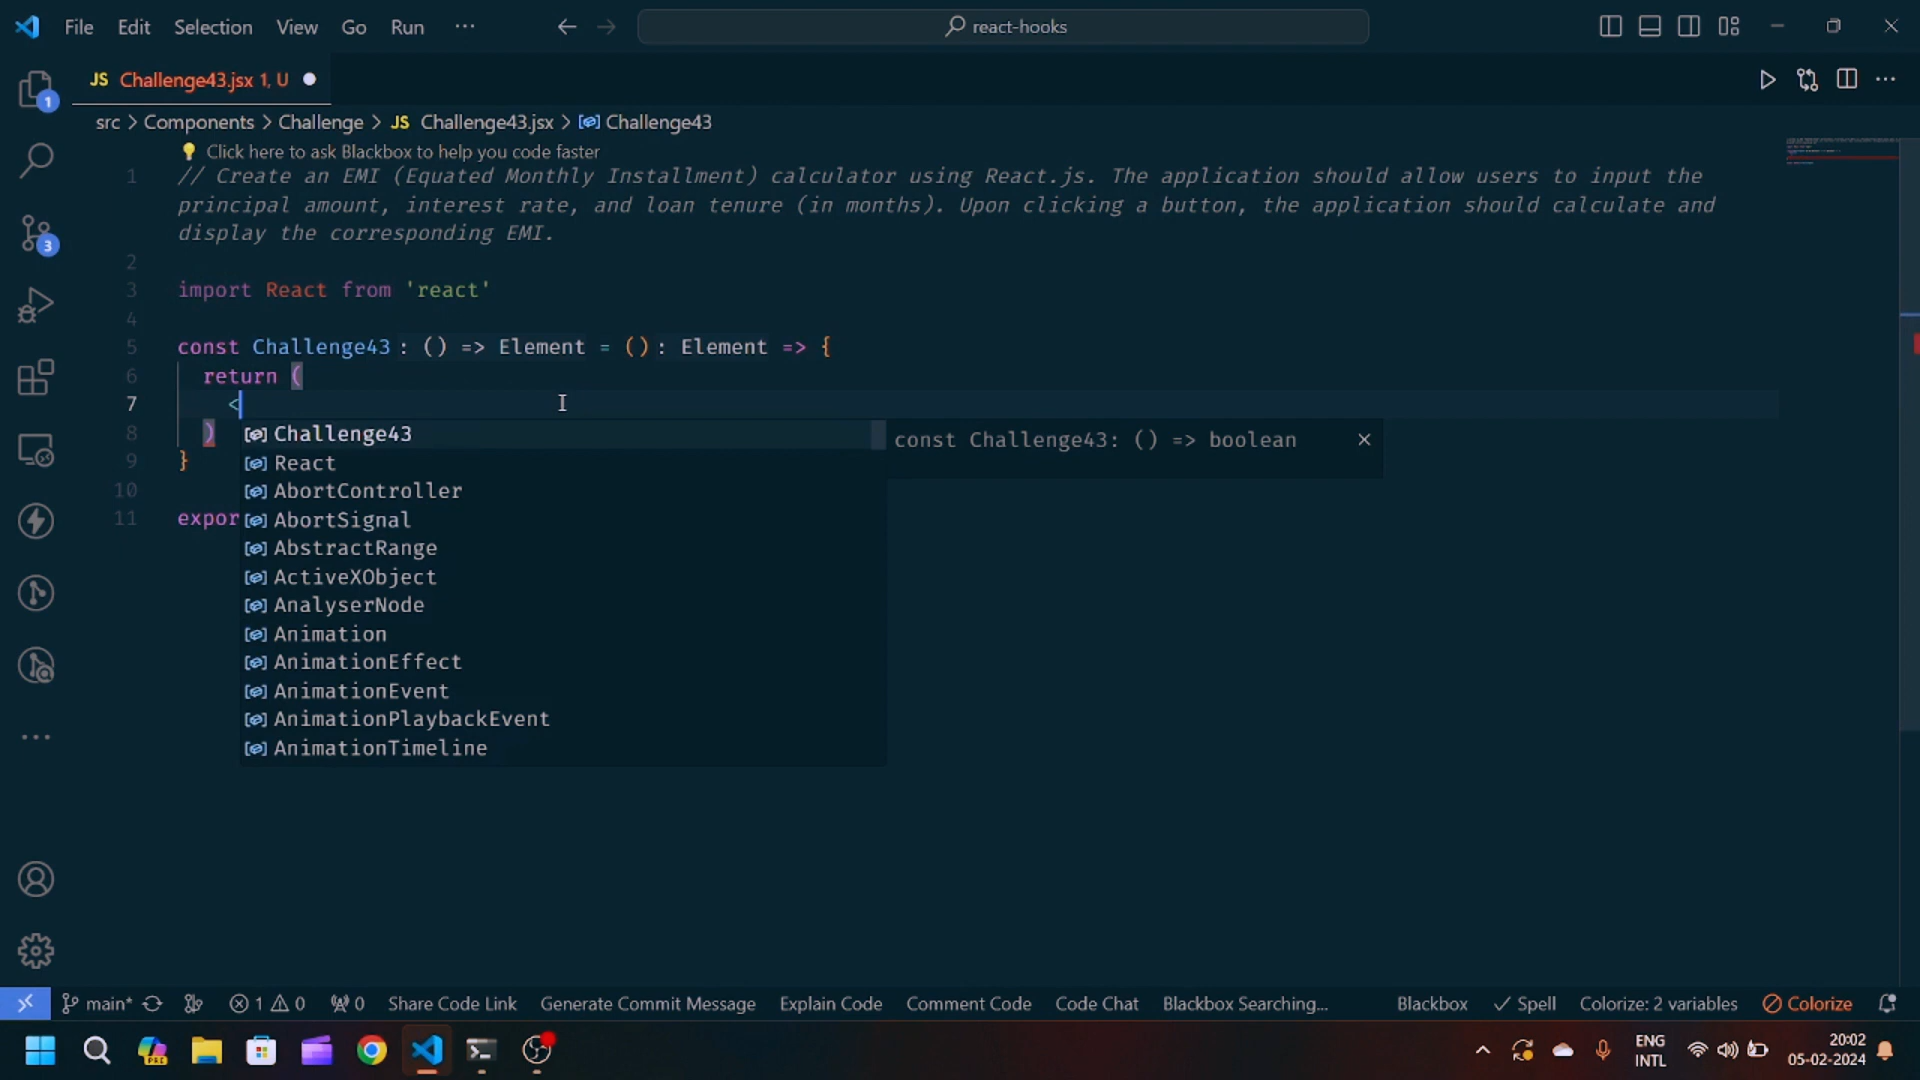 File Edit Selection View Go Run ··· react-hooks
JS Challenge43.jsx 1, U
src > Components > Challenge > JS Challenge43.jsx > Challenge43
Click here to ask Blackbox to help you code faster
1 // Create an EMI (Equated Monthly Installment) calculator using React.js. The application should allow users to input the
principal amount, interest rate, and loan tenure (in months). Upon clicking a button, the application should calculate and
display the corresponding EMI.
2
3 import React from 'react'
4
5 const Challenge43: () => Element = (): Element => {
6 return (
7 <
8 )
9 }
10
11 expor
Challenge43
React
AbortController
AbortSignal
AbstractRange
ActiveXObject
AnalyserNode
Animation
AnimationEffect
AnimationEvent
AnimationPlaybackEvent
AnimationTimeline
const Challenge43: () => boolean
1
3
main* 1 0 0 Share Code Link Generate Commit Message Explain Code Comment Code Code Chat Blackbox Searching... Blackbox Spell Colorize: 2 variables Colorize
PRE
ENG
INTL
20:02
05-02-2024